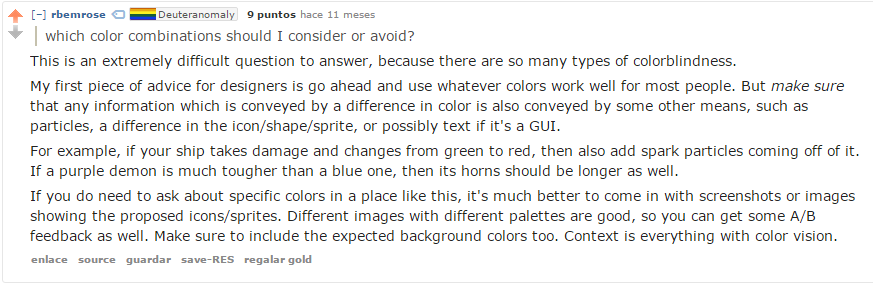 [–] rbemrose Deuteranomaly 9 puntos hace 11 meses
which color combinations should I consider or avoid?
This is an extremely difficult question to answer, because there are so many types of colorblindness.
My first piece of advice for designers is go ahead and use whatever colors work well for most people. But make sure
that any information which is conveyed by a difference in color is also conveyed by some other means, such as
particles, a difference in the icon/shape/sprite, or possibly text if it's a GUI.
For example, if your ship takes damage and changes from green to red, then also add spark particles coming off of it.
If a purple demon is much tougher than a blue one, then its horns should be longer as well.
If you do need to ask about specific colors in a place like this, it's much better to come in with screenshots or images
showing the proposed icons/sprites. Different images with different palettes are good, so you can get some A/B
feedback as well. Make sure to include the expected background colors too. Context is everything with color vision.
enlace source guardar save-RES regalar gold